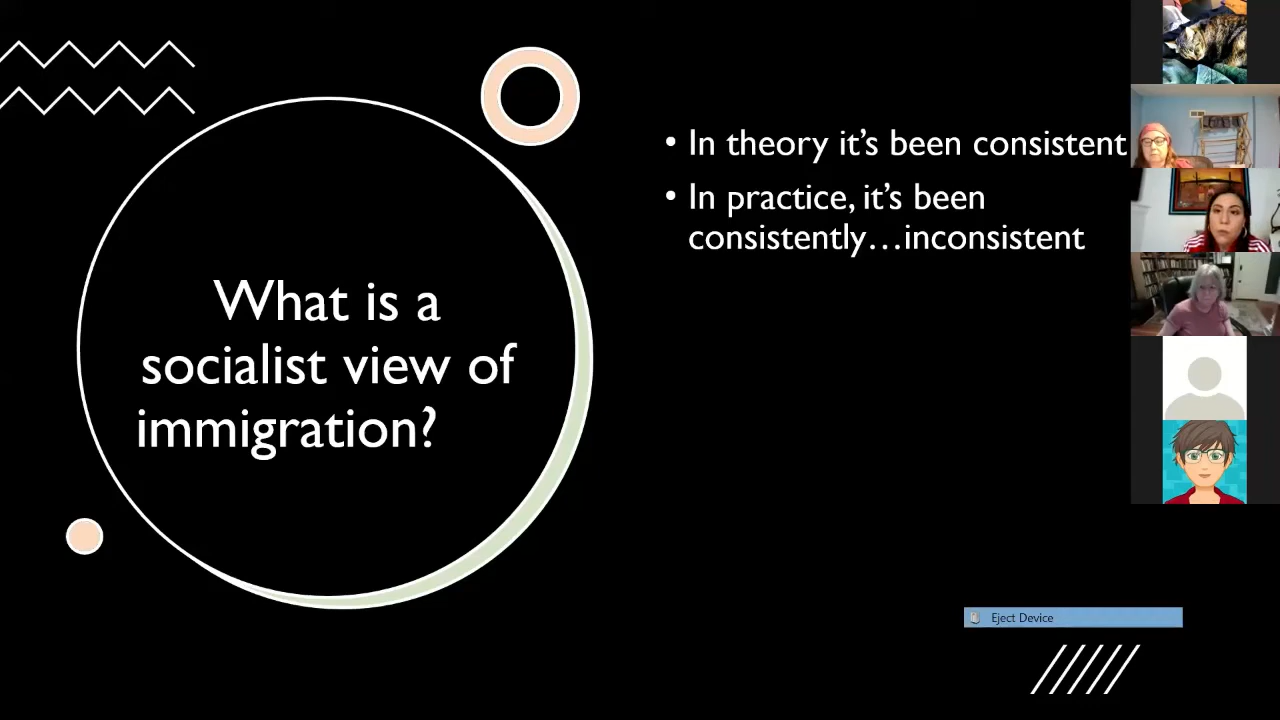 What is a
socialist view of
immigration?
• In theory it’s been consistent
• In practice, it’s been
consistently…inconsistent
Eject Device